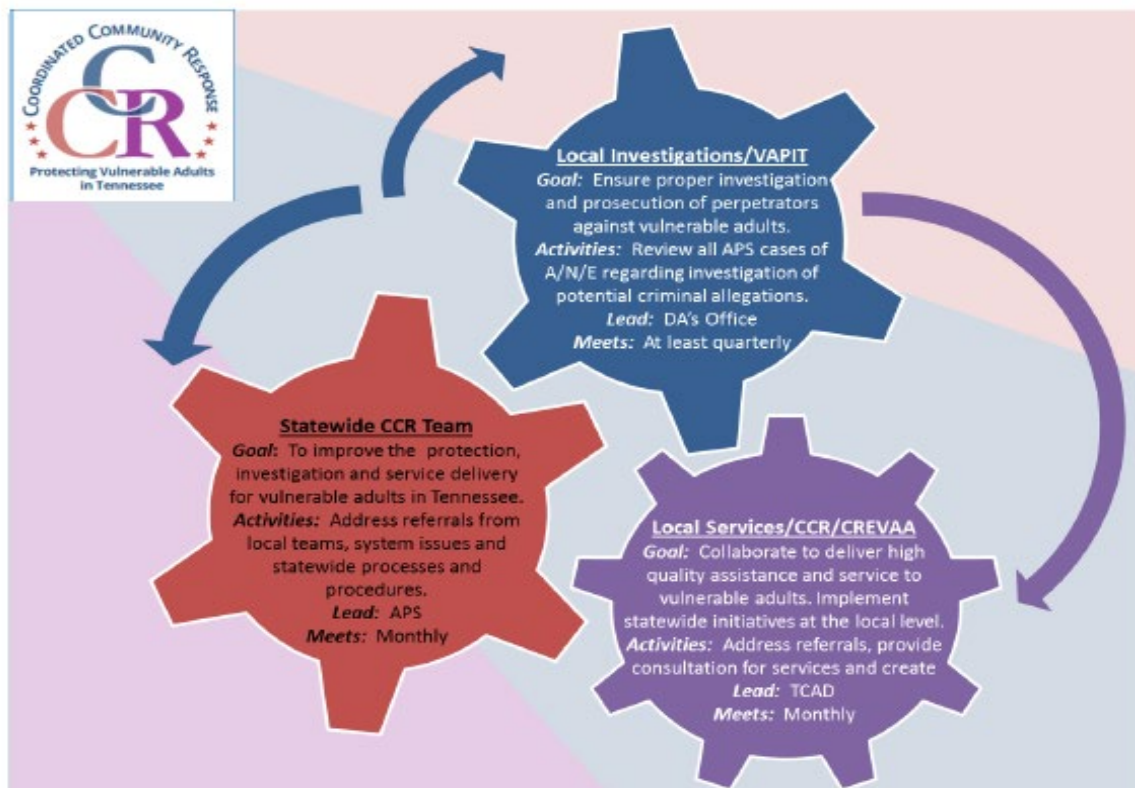 COORDINATED COMMUNITY RESPONSE
CCR
Protecting Vulnerable Adults
in Tennessee
Local Investigations/VAPIT
Goal: Ensure proper investigation
and prosecution of perpetrators
against vulnerable adults.
Activities: Review all APS cases of
A/N/E regarding investigation of
potential criminal allegations.
Lead: DA's Office
Meets: At least quarterly
Statewide CCR Team
Goal: To improve the protection,
investigation and service delivery
for vulnerable adults in Tennessee.
Activities: Address referrals from
local teams, system issues and
statewide processes and
procedures.
Lead: APS
Meets: Monthly
Local Services/CCR/CREVAA
Goal: Collaborate to deliver high
quality assistance and service to
vulnerable adults. Implement
statewide initiatives at the local level.
Activities: Address referrals, provide
consultation for services and create
Lead: TCAD
Meets: Monthly